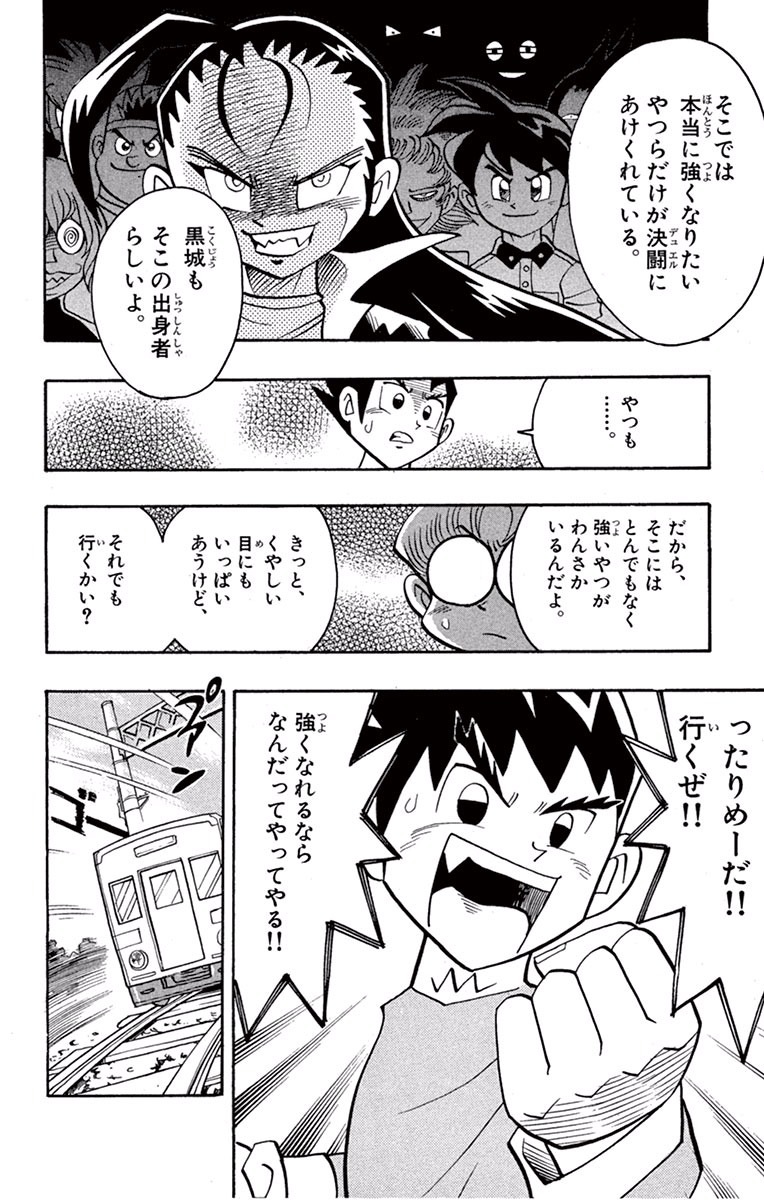 そこでは
本当に強くなりたい
やつらだけが決闘に
あけくれている。
黒城も
そこの出身者
らしいよ。
やつも
……。
だから、
そこには
とんでもなく
強いやつが
わんさか
いるんだよ。
きっと、
くやしい
目にも
いっぱい
あうけど、
それでも
行くかい？
ったりめーだ!!
行くぜ!!
強くなれるなら
なんだってやってやる!!
プァン